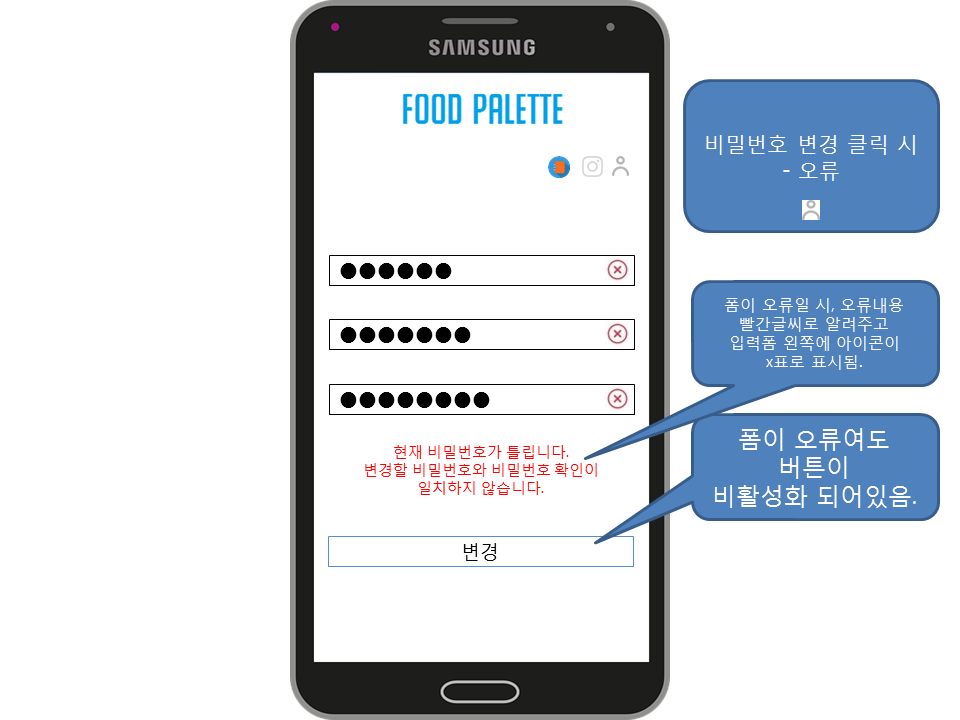 SAMSUNG
FOOD PALETTE
비밀번호 변경 클릭 시
- 오류
폼이 오류일 시, 오류내용
빨간글씨로 알려주고
입력폼 왼쪽에 아이콘이
x표로 표시됨.
현재 비밀번호가 틀립니다.
변경할 비밀번호와 비밀번호 확인이
일치하지 않습니다.
폼이 오류여도
버튼이
비활성화 되어있음.
변경